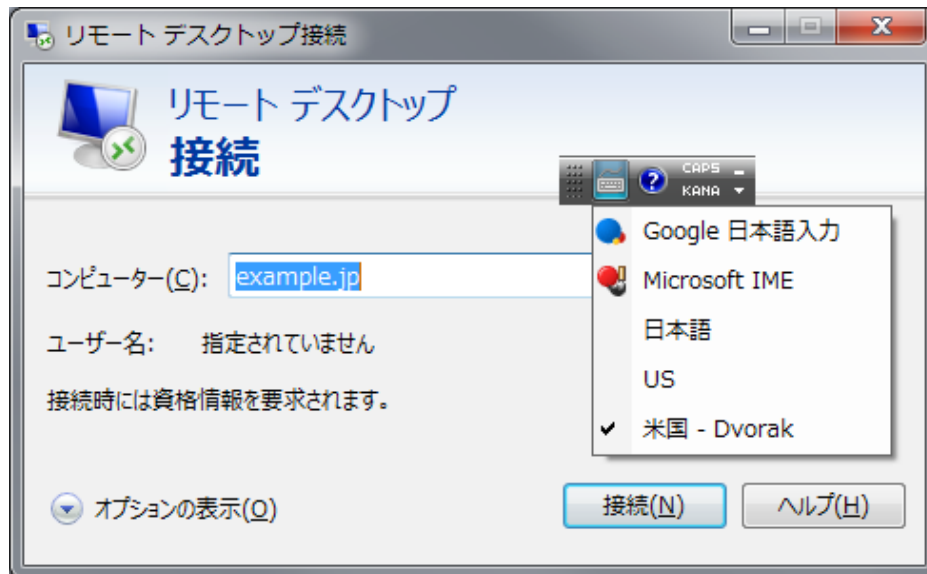 リモート デスクトップ接続
リモート デスクトップ
接続
CAPS
KANA
Google 日本語入力
Microsoft IME
日本語
US
米国 - Dvorak
コンピューター(C): example.jp
ユーザー名: 指定されていません
接続時には資格情報を要求されます。
オプションの表示(O)
接続(N)
ヘルプ(H)